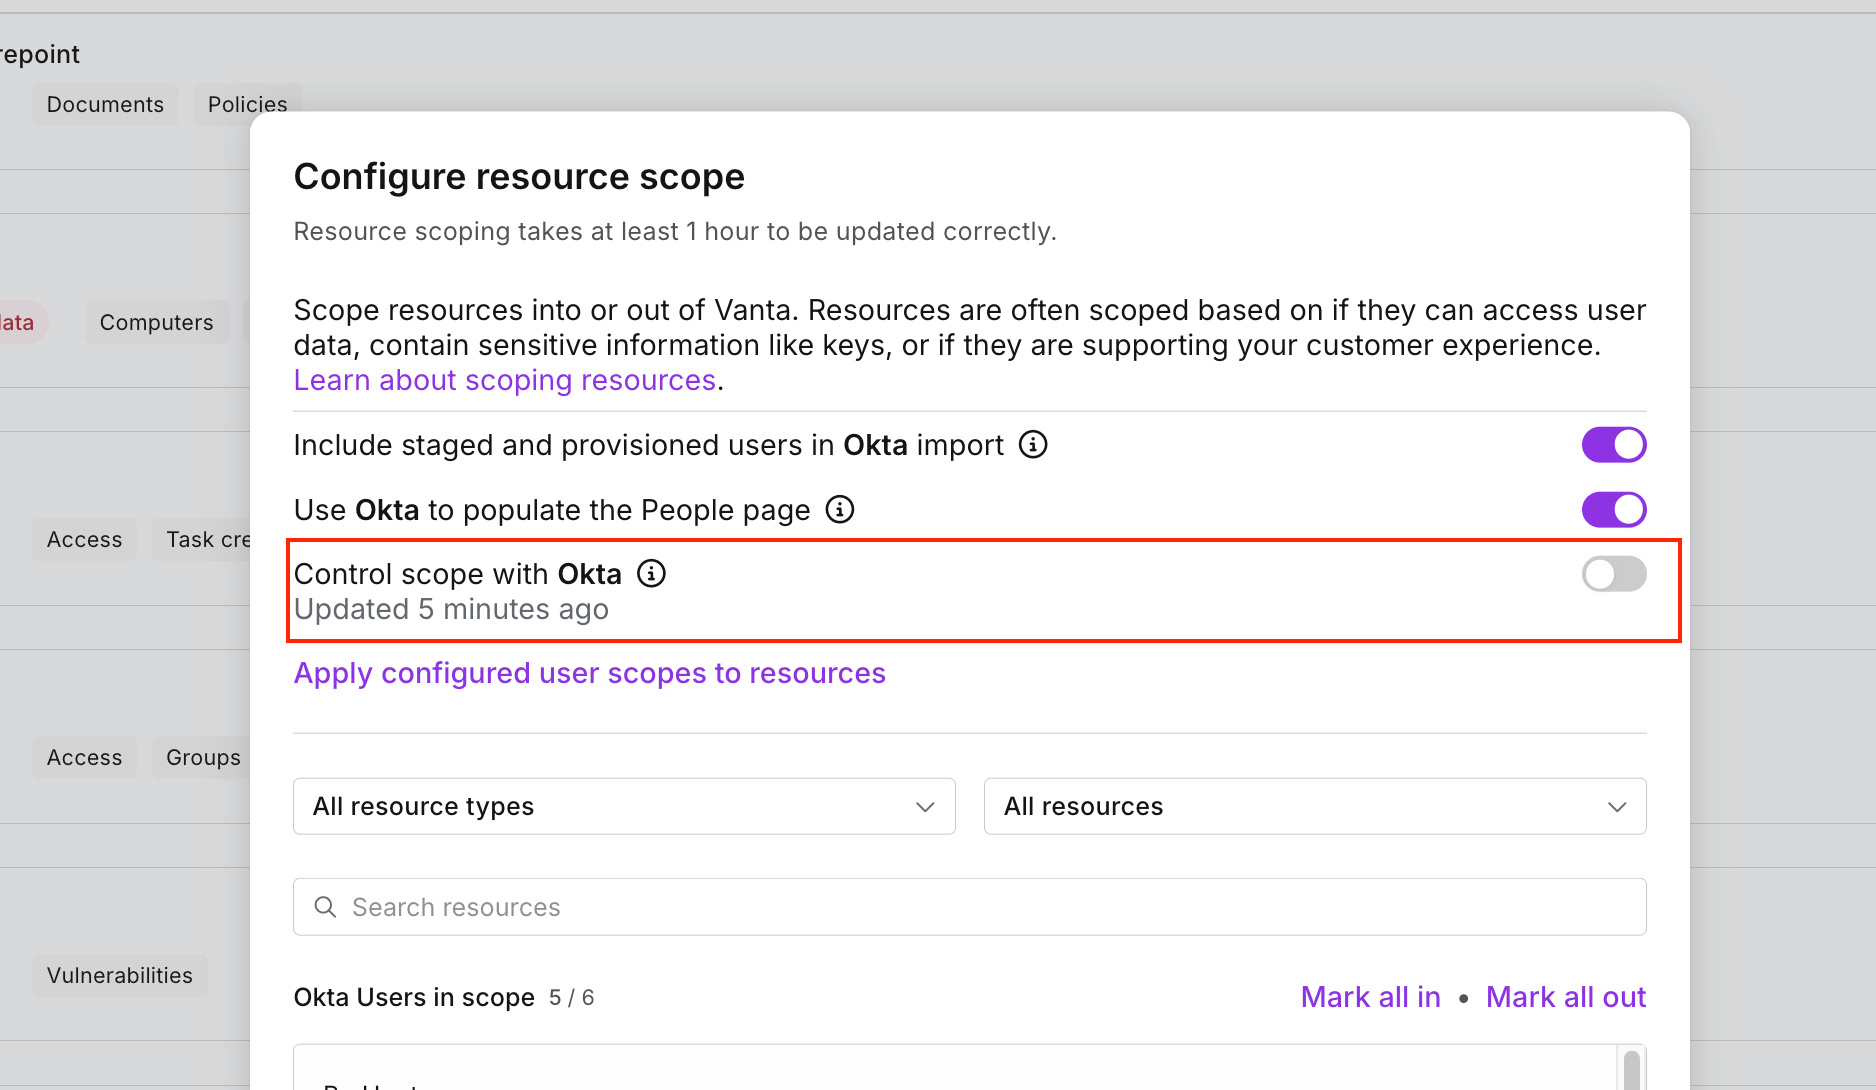 repoint
Documents
Policies
Configure resource scope
Resource scoping takes at least 1 hour to be updated correctly.
Scope resources into or out of Vanta. Resources are often scoped based on if they can access user
data, contain sensitive information like keys, or if they are supporting your customer experience.
Learn about scoping resources.
Computers
Include staged and provisioned users in Okta import
Use Okta to populate the People page
Access
Task cre
Control scope with Okta
Updated 5 minutes ago
Apply configured user scopes to resources
Access
Groups
All resource types
All resources
Search resources
Vulnerabilities
Okta Users in scope 5 / 6
Mark all in • Mark all out